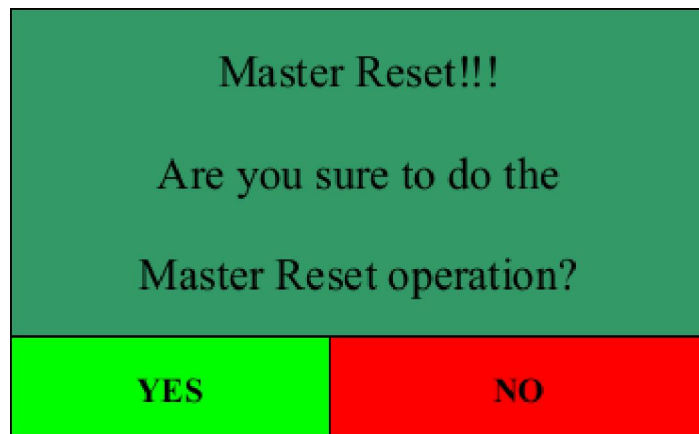 Master Reset!!!
Are you sure to do the
Master Reset operation?
YES NO